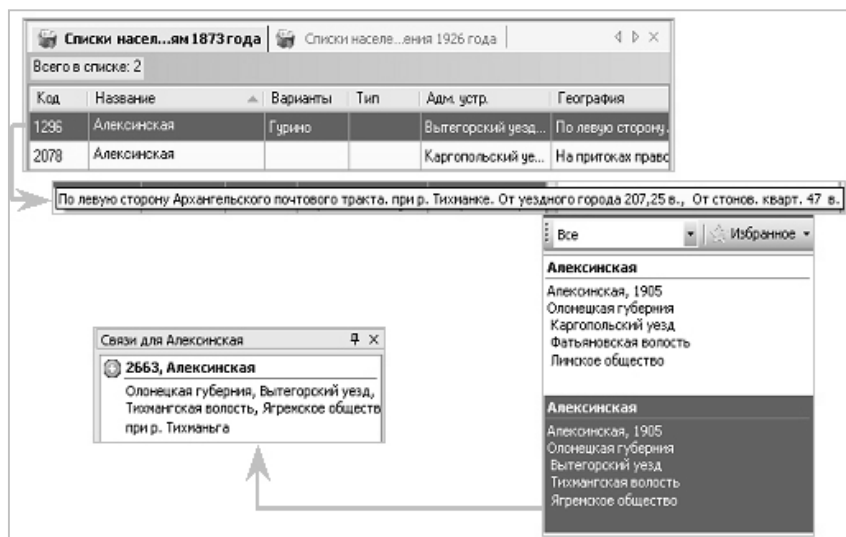 Списки насел...ям 1873 года Списки населе...ения 1926 года
Всего в списке: 2
Код Название Варианты Тип Адм. устр. География
1296 Алексинская Гурино Вытегорский уезд... По левую сторону.
2078 Алексинская Каргопольский уе... На притоках право
По левую сторону Архангельского почтового тракта. при р. Тихманке. От уездного города 207,25 в., От стонов. кварт. 47 в.
Все Избранное
Алексинская
Алексинская, 1905
Олонецкая губерния
Каргопольский уезд
Фатьяновская волость
Линское общество
Алексинская
Алексинская, 1905
Олонецкая губерния
Вытегорский уезд
Тихмангская волость
Ягремское общество
Связи для Алексинская
2663, Алексинская
Олонецкая губерния, Вытегорский уезд,
Тихмангская волость, Ягремское обществ
при р. Тихманьга